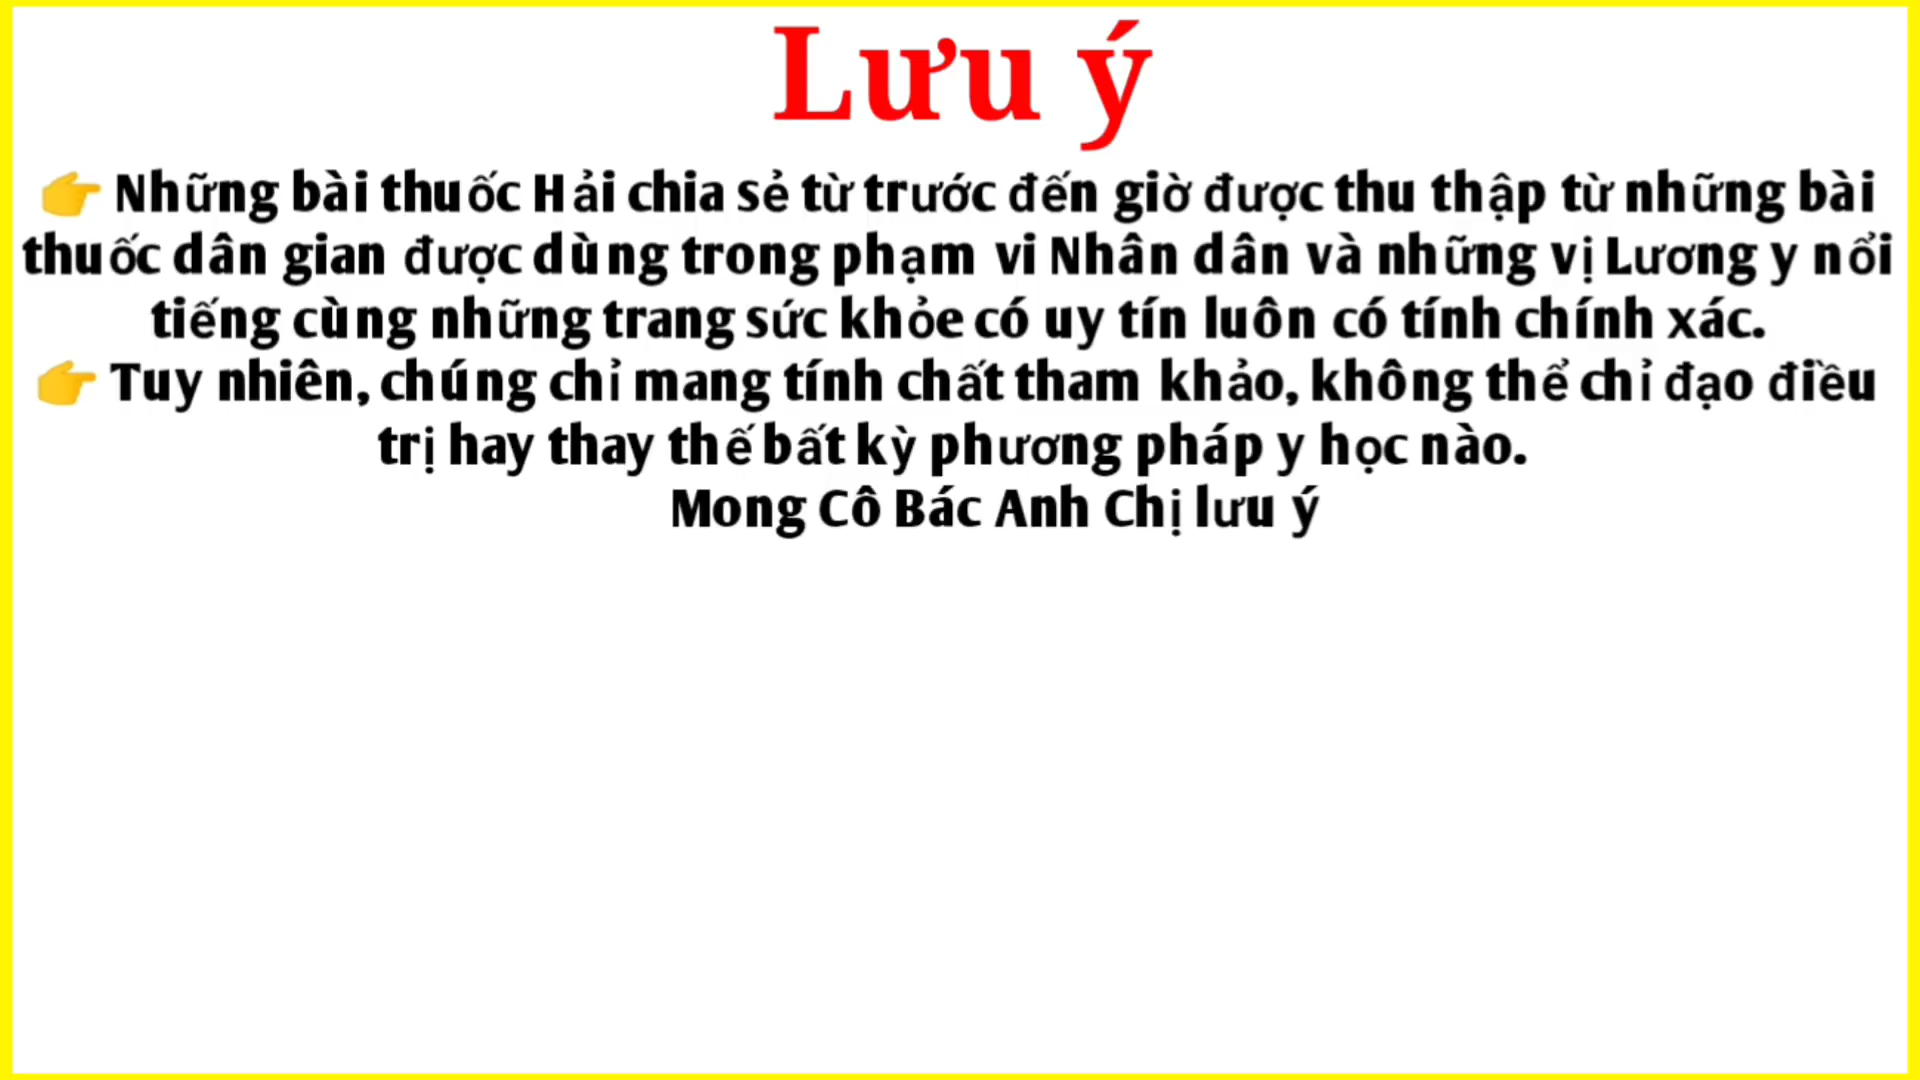 Lưu ý
👉 Những bài thuốc Hải chia sẻ từ trước đến giờ được thu thập từ những bài
thuốc dân gian được dùng trong phạm vi Nhân dân và những vị Lương y nổi
tiếng cùng những trang sức khỏe có uy tín luôn có tính chính xác.
👉 Tuy nhiên, chúng chỉ mang tính chất tham khảo, không thể chỉ đạo điều
trị hay thay thế bất kỳ phương pháp y học nào.
Mong Cô Bác Anh Chị lưu ý